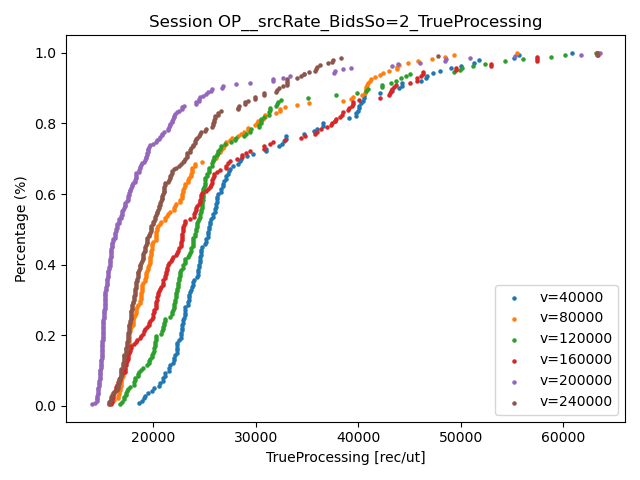 Session OP__srcRate_BidsSo=2_TrueProcessing
1.0
0.8
0.6
0.4
0.2
0.0
Percentage (%)
20000
30000
40000
50000
60000
TrueProcessing [rec/ut]
v=40000
v=80000
v=120000
v=160000
v=200000
v=240000